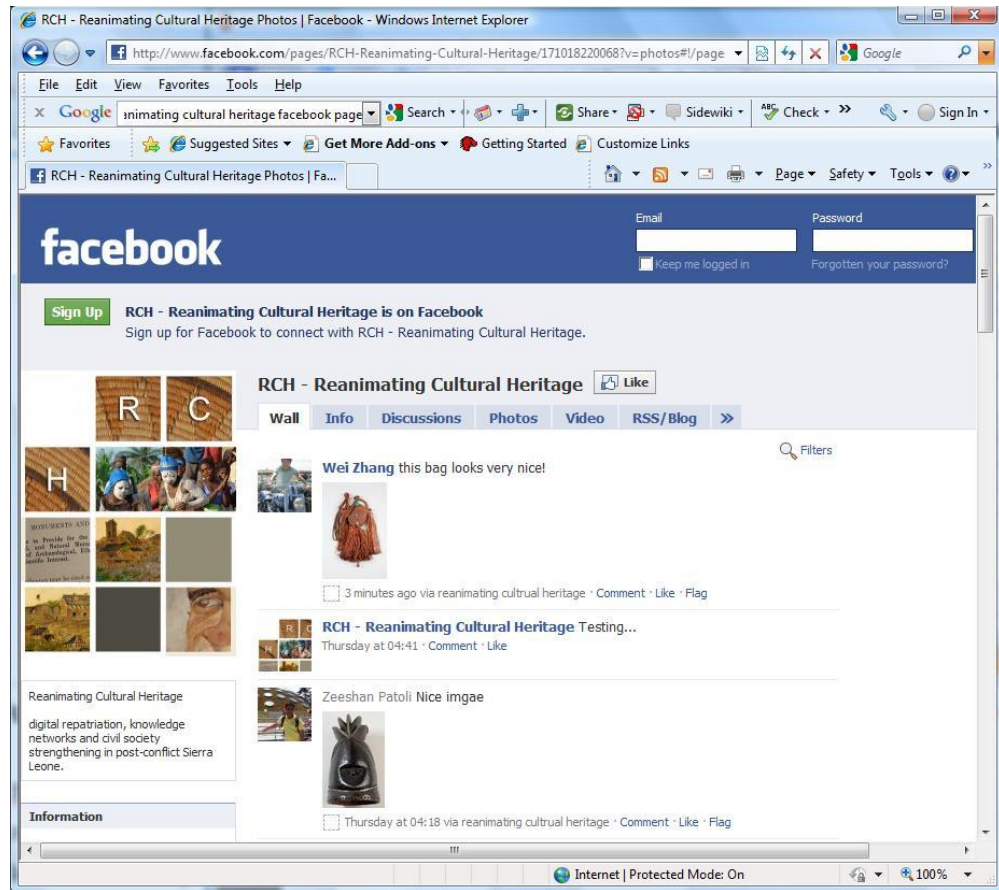 RCH - Reanimating Cultural Heritage Photos | Facebook - Windows Internet Explorer
http://www.facebook.com/pages/RCH-Reanimating-Cultural-Heritage/171018220068?v=photos#!/page
Google
File Edit View Favorites Tools Help
x Google nimating cultural heritage facebook page Search Share Sidewiki ABC Check >> Sign In
Favorites Suggested Sites Get More Add-ons Getting Started Customize Links
RCH - Reanimating Cultural Heritage Photos | Fa... Page Safety Tools >>
Email Password
facebook
Keep me logged in Forgotten your password?
Sign Up RCH - Reanimating Cultural Heritage is on Facebook
Sign up for Facebook to connect with RCH - Reanimating Cultural Heritage.
RCH - Reanimating Cultural Heritage Like
R C
H
MONUMENTS AND
Wall Info Discussions Photos Video RSS/Blog >>
Filters
Wei Zhang this bag looks very nice!
3 minutes ago via reanimating cultrual heritage · Comment · Like · Flag
R C
RCH - Reanimating Cultural Heritage Testing...
Thursday at 04:41 · Comment · Like
Zeeshan Patoli Nice imgae
Thursday at 04:18 via reanimating cultrual heritage · Comment · Like · Flag
Reanimating Cultural Heritage
digital repatriation, knowledge
networks and civil society
strengthening in post-conflict Sierra
Leone.
Information
Internet | Protected Mode: On 100%